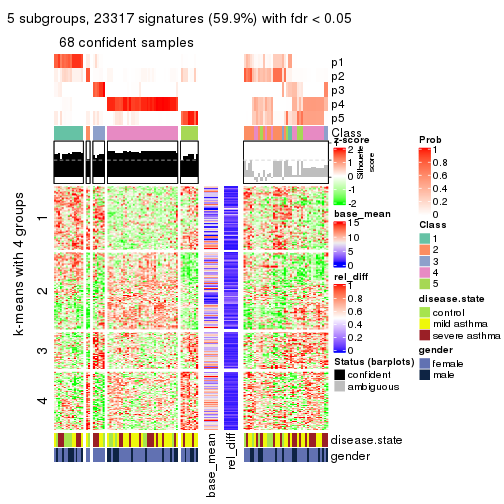 5 subgroups, 23317 signatures (59.9%) with fdr < 0.05
68 confident samples
p1
p2
p3
p4
p5
Class
Silhouette
score
k-means with 4 groups
1
2
3
4
disease.state
gender
base_mean
rel_diff
z-score
2
1
0
-1
-2
base_mean
15
10
5
0
rel_diff
1
0.8
0.6
0.4
0.2
0
Status (barplots)
confident
ambiguous
Prob
1
0.8
0.6
0.4
0.2
0
Class
1
2
3
4
5
disease.state
control
mild asthma
severe asthma
gender
female
male